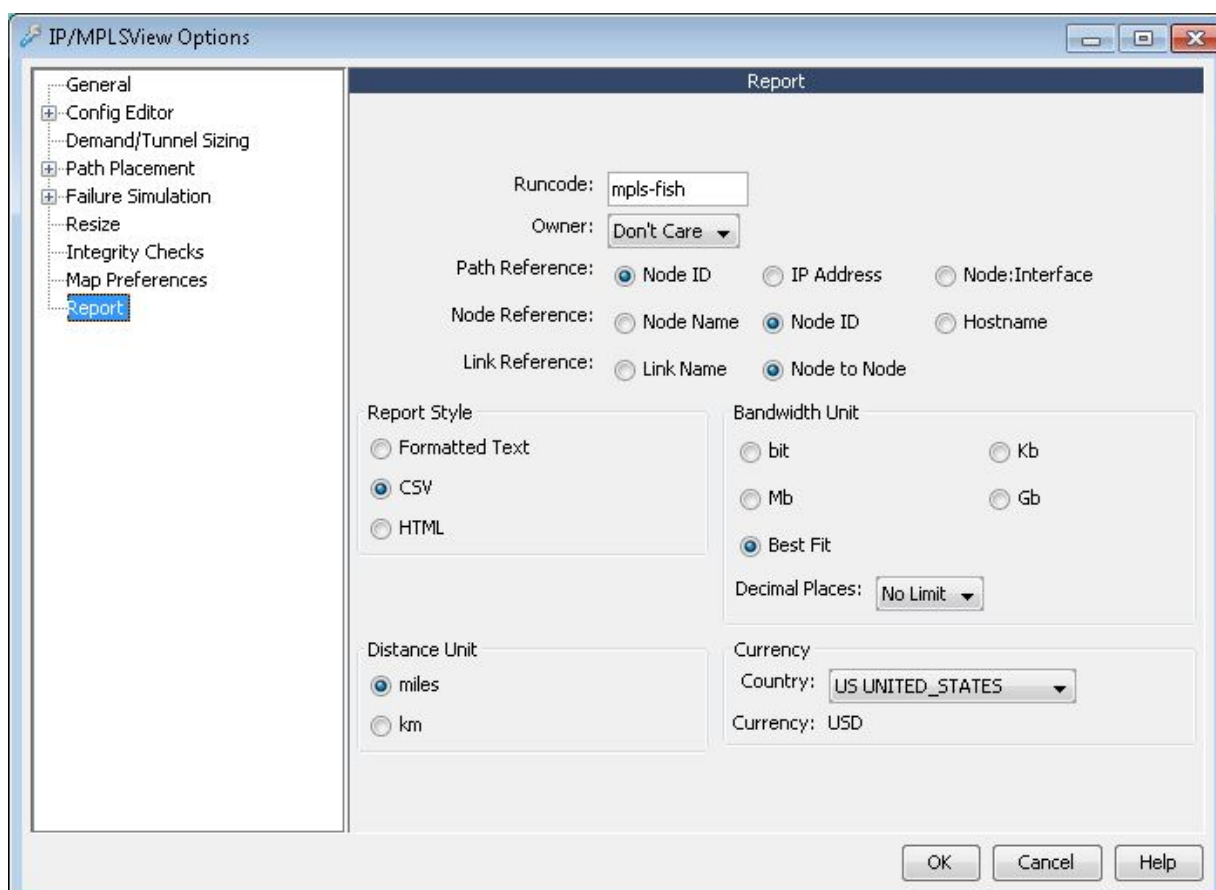 IP/MPLSView Options
General
Config Editor
Demand/Tunnel Sizing
Path Placement
Failure Simulation
Resize
Integrity Checks
Map Preferences
Report
Report
Runcode: mpls-fish
Owner: Don't Care
Path Reference: Node ID IP Address Node:Interface
Node Reference: Node Name Node ID Hostname
Link Reference: Link Name Node to Node
Report Style
Formatted Text
CSV
HTML
Bandwidth Unit
bit Kb
Mb Gb
Best Fit
Decimal Places: No Limit
Distance Unit
miles
km
Currency
Country: US UNITED_STATES
Currency: USD
OK Cancel Help